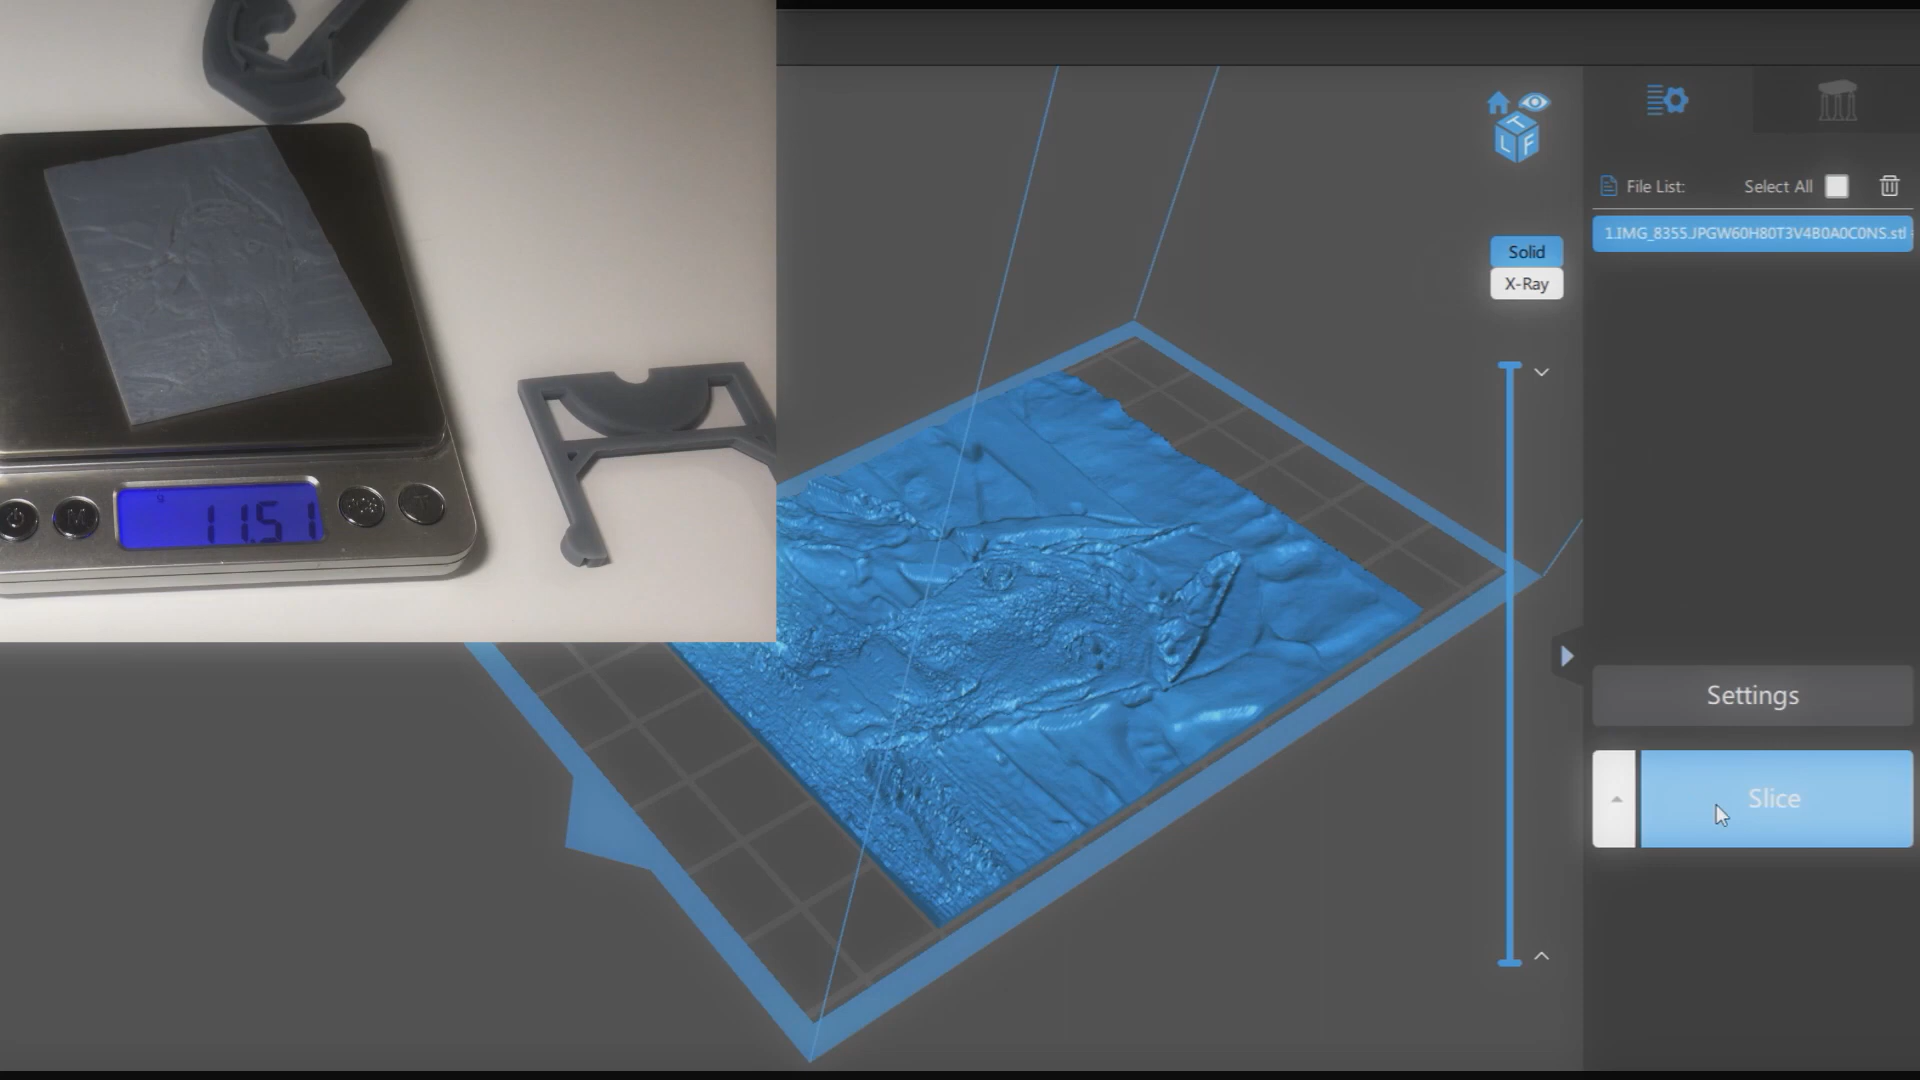 M
g
11.51
T
L F
File List: Select All
1.IMG_8355.JPGW60H80T3V4B0A0C0NS.stl
Solid
X-Ray
Settings
Slice